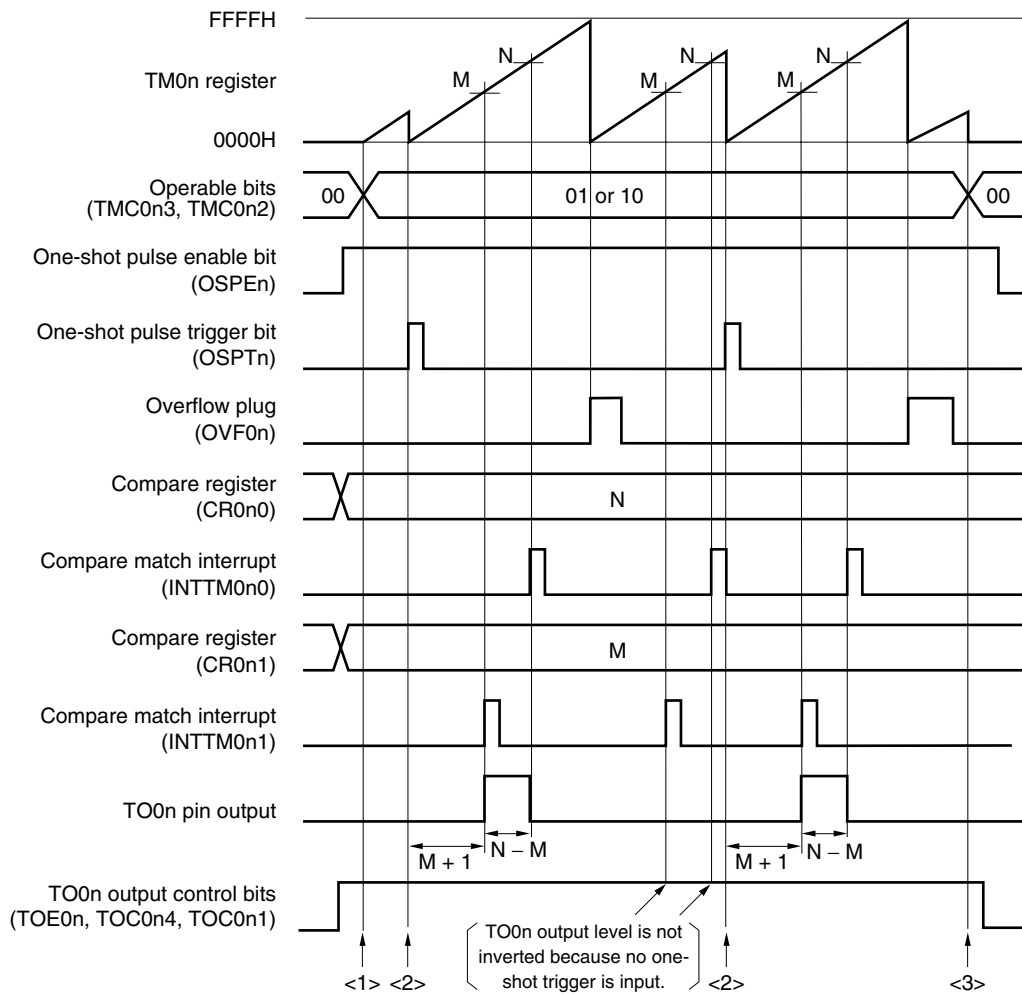 FFFFH
TM0n register
0000H
M
N
M
N
M
N
Operable bits
(TMC0n3, TMC0n2)
00
01 or 10
00
One-shot pulse enable bit
(OSPEn)
One-shot pulse trigger bit
(OSPTn)
Overflow plug
(OVF0n)
Compare register
(CR0n0)
N
Compare match interrupt
(INTTM0n0)
Compare register
(CR0n1)
M
Compare match interrupt
(INTTM0n1)
TO0n pin output
M + 1
N – M
M + 1
N – M
TO0n output control bits
(TOE0n, TOC0n4, TOC0n1)
TO0n output level is not
inverted because no one-
shot trigger is input.
<1> <2> <2> <3>